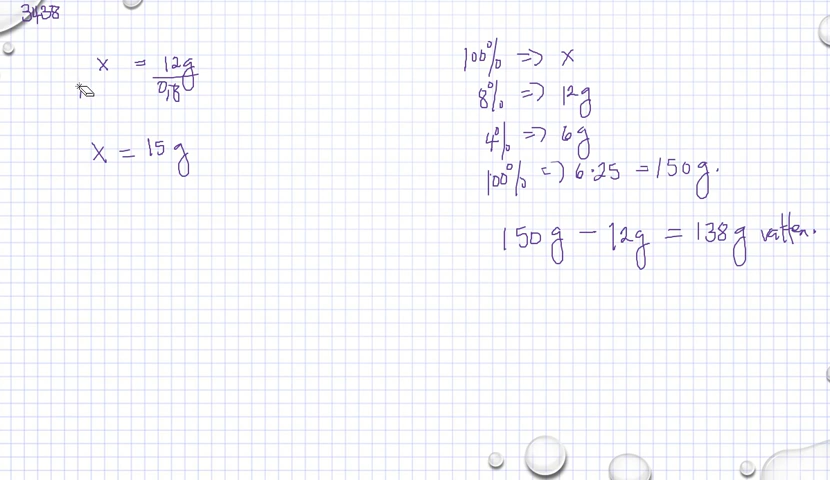 3438
x = 12g
0,8
x = 15 g
100% => x
8% => 12g
4% => 6g
100% => 6·25 = 150g.
150g - 12g = 138g vatten.